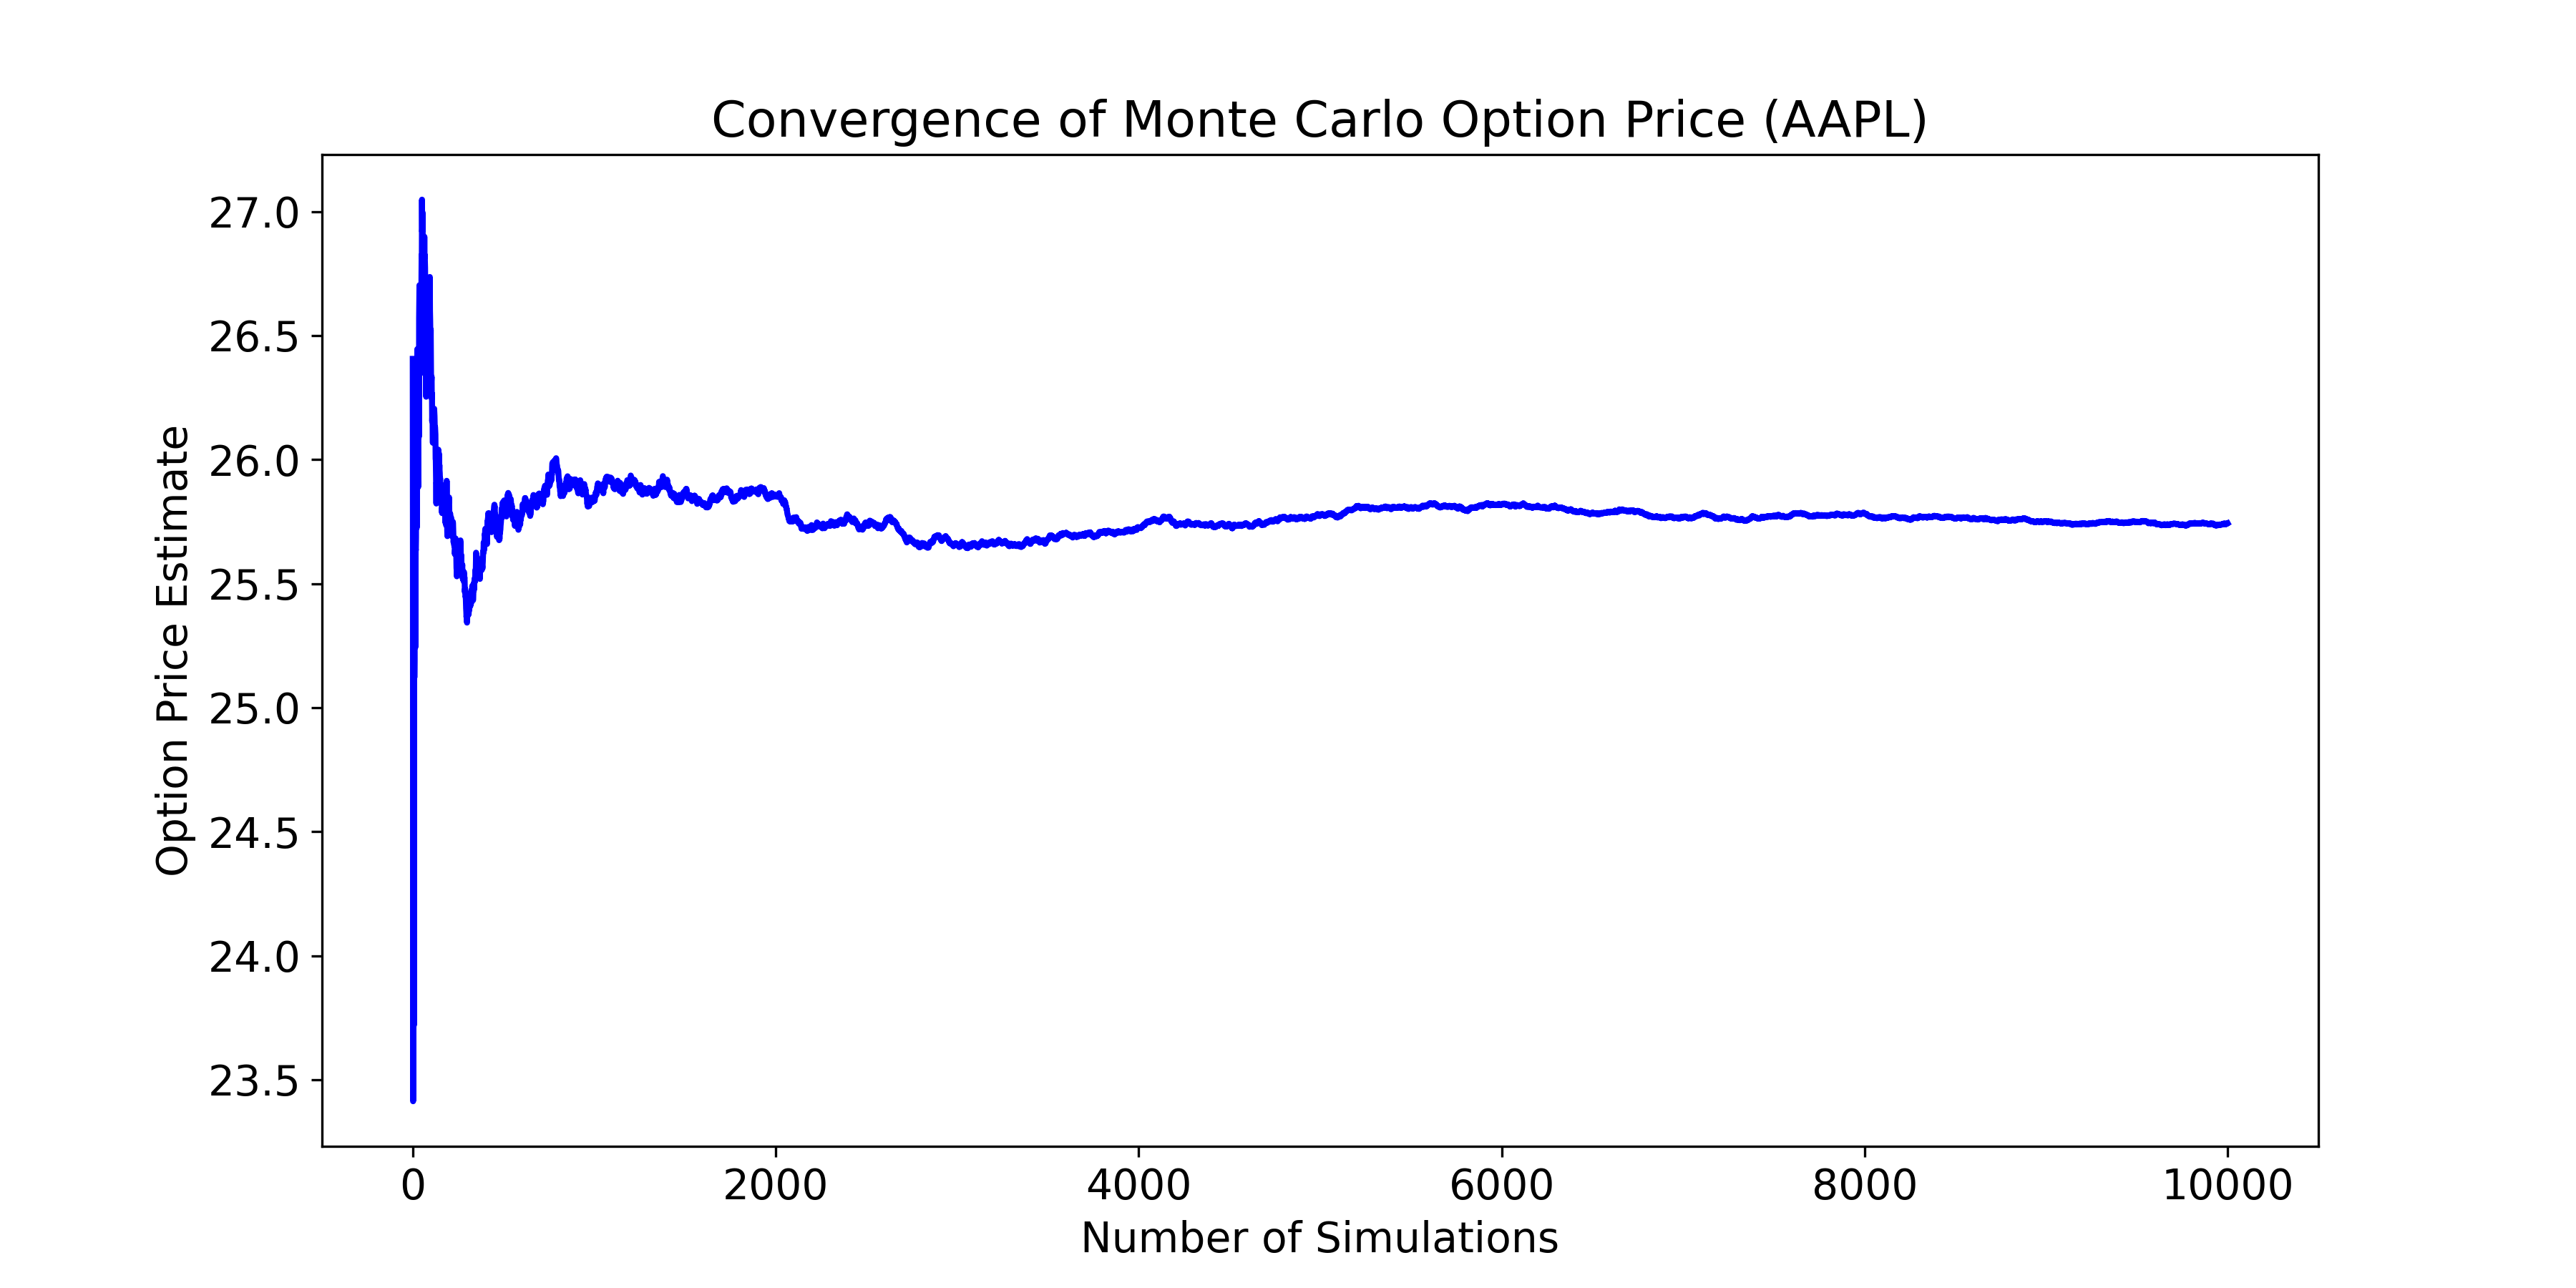 Convergence of Monte Carlo Option Price (AAPL)
Option Price Estimate
27.0
26.5
26.0
25.5
25.0
24.5
24.0
23.5
0 2000 4000 6000 8000 10000
Number of Simulations